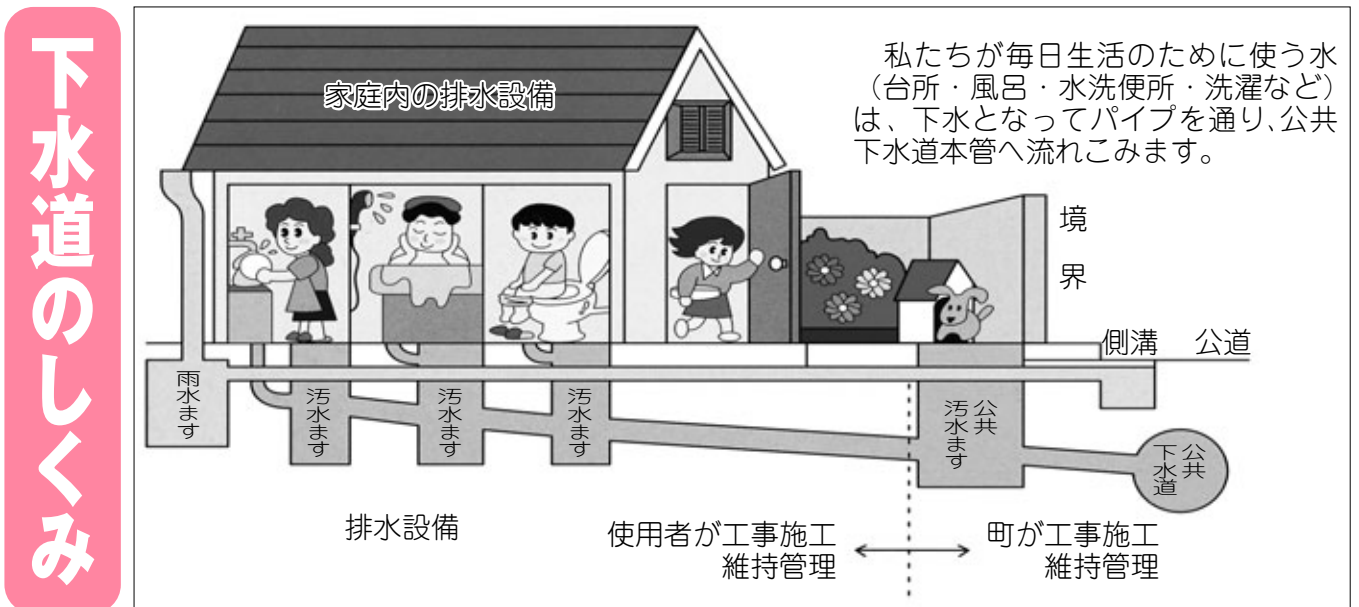 下水道のしくみ
家庭内の排水設備
私たちが毎日生活のために使う水
（台所・風呂・水洗便所・洗濯など）
は、下水となってパイプを通り、公共
下水道本管へ流れこみます。
境界
側溝
公道
雨水ます
汚水ます
汚水ます
汚水ます
公共
汚水ます
公共
下水道
排水設備
使用者が工事施工
維持管理
町が工事施工
維持管理